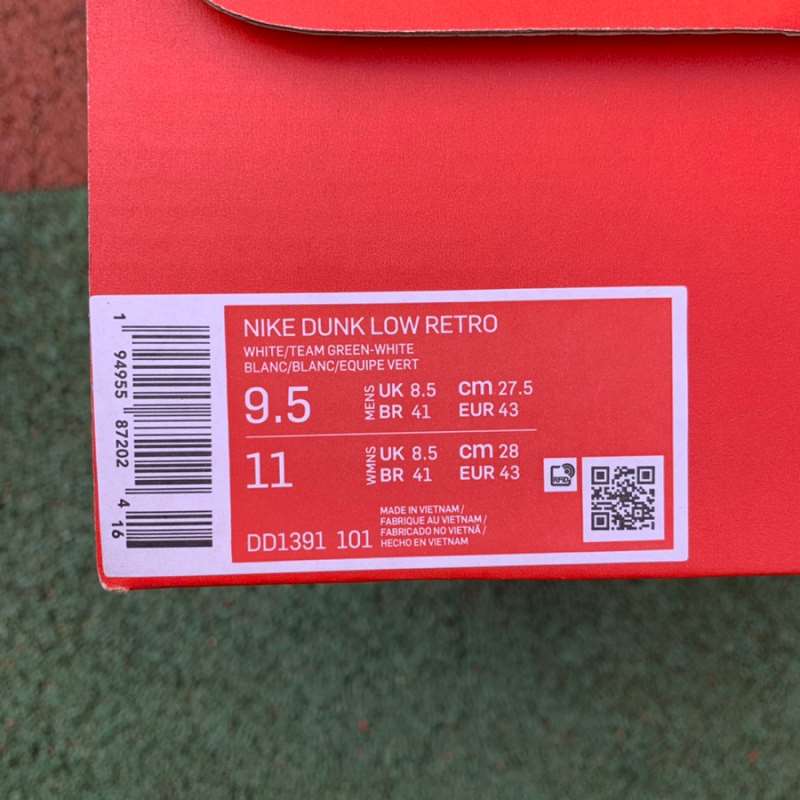 NIKE DUNK LOW RETRO
WHITE/TEAM GREEN-WHITE
BLANC/BLANC/EQUIPE VERT
9.5 MENS UK 8.5 cm 27.5
BR 41 EUR 43
11 WMNS UK 8.5 cm 28
BR 41 EUR 43
DD1391 101
MADE IN VIETNAM /
FABRIQUE AU VIETNAM /
FABRICADO NO VIETNÃ /
HECHO EN VIETNAM
RFID
1 94955 87202 4 16